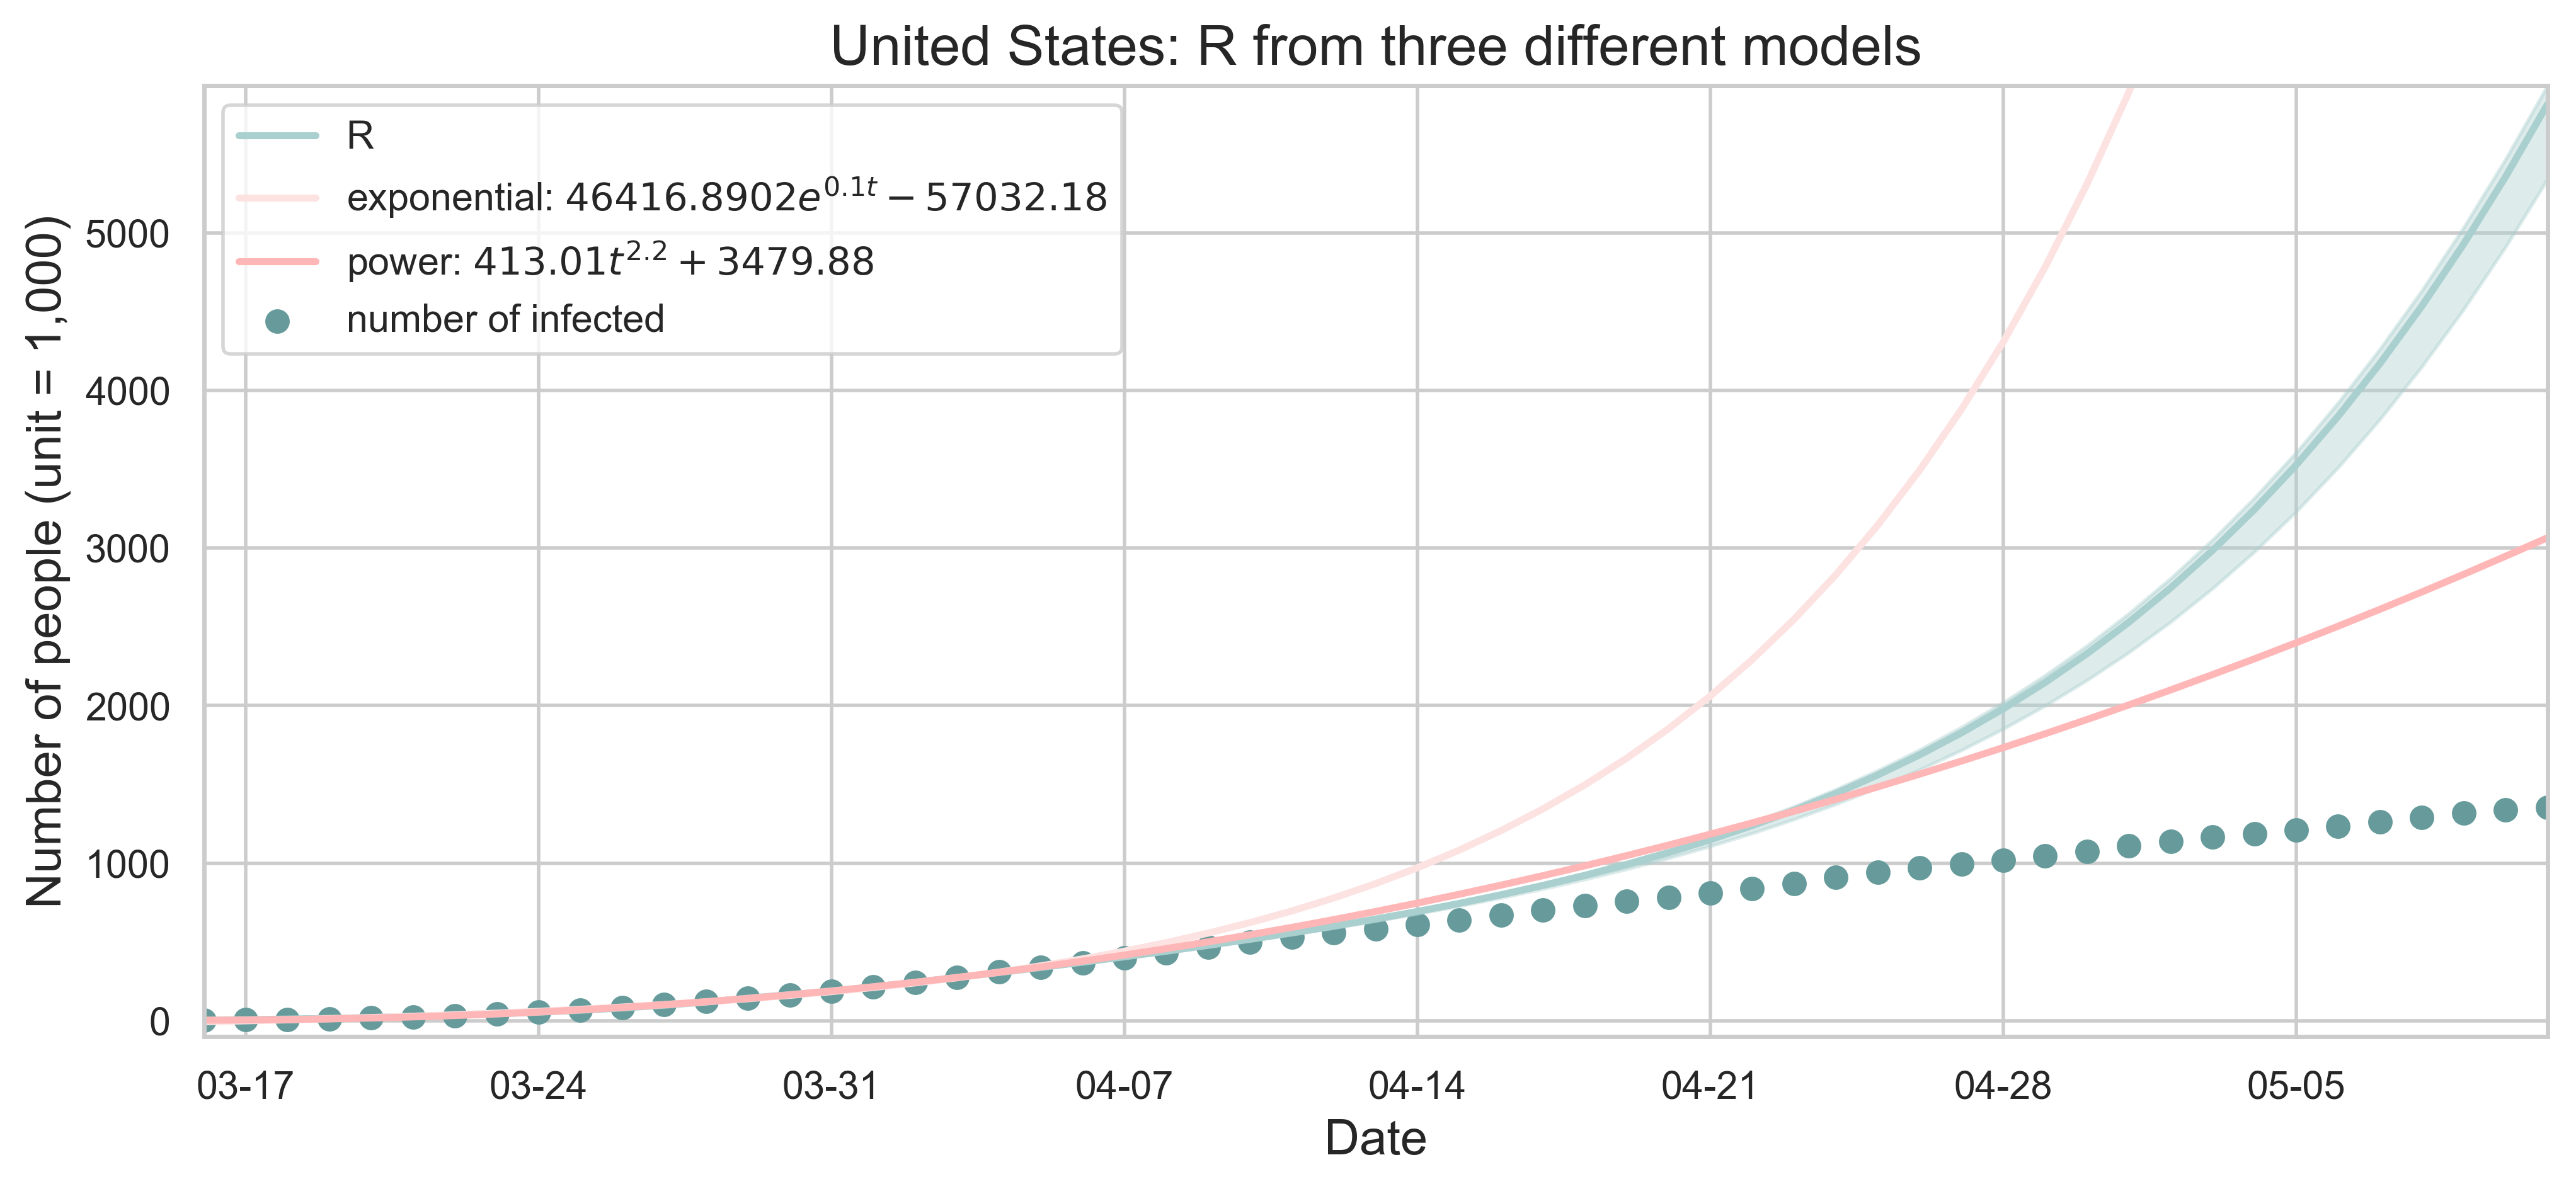 United States: R from three different models
R
exponential: 46416.8902e^{0.1t} − 57032.18
power: 413.01t^{2.2} + 3479.88
number of infected
Number of people (unit = 1,000)
5000
4000
3000
2000
1000
0
03-17 03-24 03-31 04-07 04-14 04-21 04-28 05-05
Date